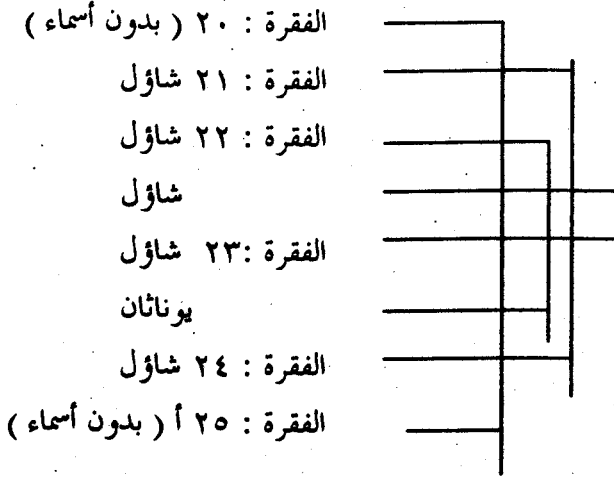 الفقرة : ٢٠ ( بدون أسماء )
الفقرة : ٢١ شاؤل
الفقرة : ٢٢ شاؤل
شاؤل
الفقرة :٢٣ شاؤل
يوناثان
الفقرة : ٢٤ شاؤل
الفقرة : ٢٥ أ ( بدون أسماء )